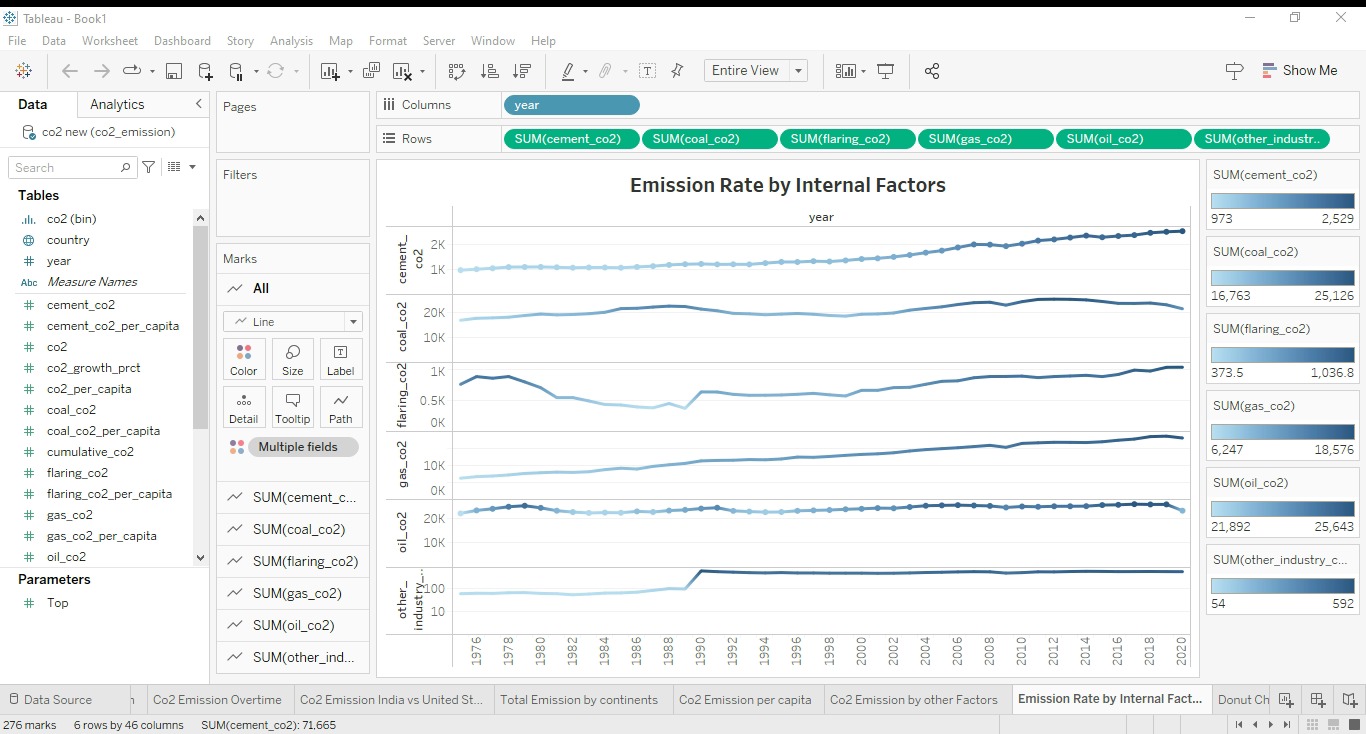 Tableau - Book1
File Data Worksheet Dashboard Story Analysis Map Format Server Window Help
Entire View
Show Me
Data Analytics
co2 new (co2_emission)
Search
Tables
co2 (bin)
country
year
Abc Measure Names
cement_co2
cement_co2_per_capita
co2
co2_growth_prct
co2_per_capita
coal_co2
coal_co2_per_capita
cumulative_co2
flaring_co2
flaring_co2_per_capita
gas_co2
gas_co2_per_capita
oil_co2
Parameters
Top
Pages
Filters
Marks
All
Line
Color Size Label
Detail Tooltip Path
Multiple fields
SUM(cement_c...
SUM(coal_co2)
SUM(flaring_co2)
SUM(gas_co2)
SUM(oil_co2)
SUM(other_ind...
Columns year
Rows SUM(cement_co2) SUM(coal_co2) SUM(flaring_co2) SUM(gas_co2) SUM(oil_co2) SUM(other_industr..
Emission Rate by Internal Factors
year
cement_
co2
2K
1K
coal_co2
20K
10K
flaring_co2
1K
0.5K
0K
gas_co2
10K
0K
oil_co2
20K
10K
other_
industry_..
100
10
1976 1978 1980 1982 1984 1986 1988 1990 1992 1994 1996 1998 2000 2002 2004 2006 2008 2010 2012 2014 2016 2018 2020
SUM(cement_co2)
973 2,529
SUM(coal_co2)
16,763 25,126
SUM(flaring_co2)
373.5 1,036.8
SUM(gas_co2)
6,247 18,576
SUM(oil_co2)
21,892 25,643
SUM(other_industry_c...
54 592
Data Source Co2 Emission Overtime Co2 Emission India vs United St... Total Emission by continents Co2 Emission per capita Co2 Emission by other Factors Emission Rate by Internal Fact... Donut Ch
276 marks 6 rows by 46 columns SUM(cement_co2): 71,665